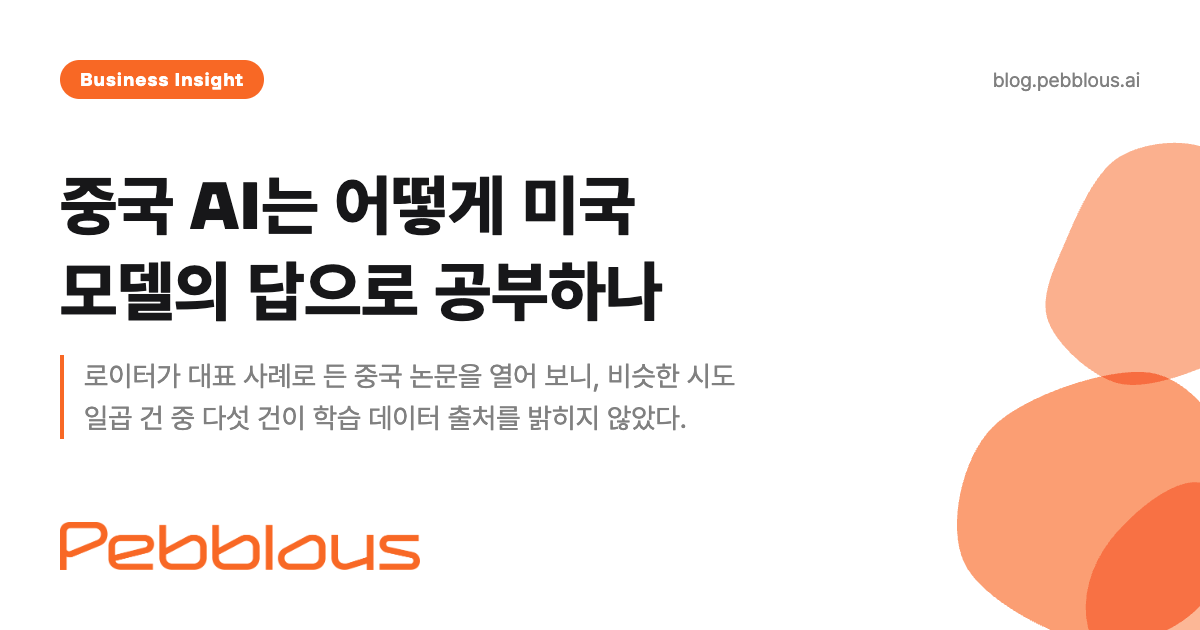 Business Insight
blog.pebblous.ai
중국 AI는 어떻게 미국
모델의 답으로 공부하나
로이터가 대표 사례로 든 중국 논문을 열어 보니, 비슷한 시도
일곱 건 중 다섯 건이 학습 데이터 출처를 밝히지 않았다.
Pebblous